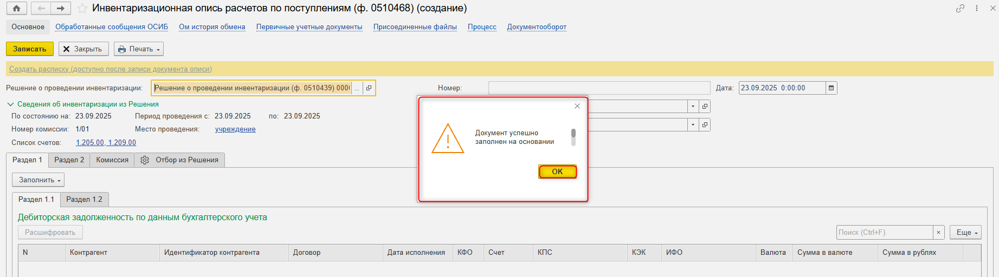 Инвентаризационная опись расчетов по поступлениям (ф. 0510468) (создание)
Основное Обработанные сообщения ОСИБ Ом история обмена Первичные учетные документы Присоединенные файлы Процесс Документооборот
Записать Закрыть Печать
Создать расписку (доступно после записи документа описи)
Решение о проведении инвентаризации: Решение о проведении инвентаризации (ф. 0510439) 000 ... Номер: Дата: 23.09.2025 0:00:00
Сведения об инвентаризации из Решения
По состоянию на: 23.09.2025 Период проведения с: 23.09.2025 по: 23.09.2025
Номер комиссии: 1/01 Место проведения: учреждение
Список счетов: 1.205.00, 1.209.00
Документ успешно
заполнен на основании
OK
Раздел 1 Раздел 2 Комиссия Отбор из Решения
Заполнить
Раздел 1.1 Раздел 1.2
Дебиторская задолженность по данным бухгалтерского учета
Расшифровать Поиск (Ctrl+F) × Еще
N Контрагент Идентификатор контрагента Договор Дата исполнения КФО Счет КПС КЭК ИФО Валюта Сумма в валюте Сумма в рублях